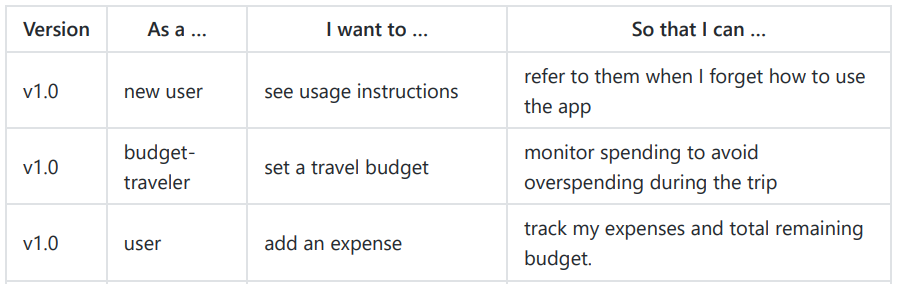 Version As a ... I want to ... So that I can ...
v1.0 new user see usage instructions refer to them when I forget how to use
the app
v1.0 budget-
traveler set a travel budget monitor spending to avoid
overspending during the trip
v1.0 user add an expense track my expenses and total remaining
budget.